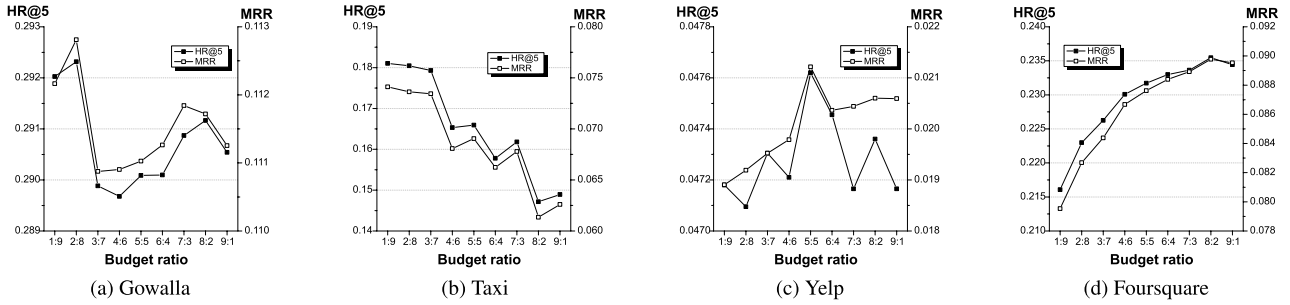 HR@5 MRR
0.293 0.113
0.292 0.112
0.291 0.111
0.290 0.110
0.289
HR@5
MRR
1:9 2:8 3:7 4:6 5:5 6:4 7:3 8:2 9:1
Budget ratio
(a) Gowalla
HR@5 MRR
0.19 0.080
0.18 0.075
0.17 0.070
0.16 0.065
0.15 0.060
0.14
HR@5
MRR
1:9 2:8 3:7 4:6 5:5 6:4 7:3 8:2 9:1
Budget ratio
(b) Taxi
HR@5 MRR
0.0478 0.022
0.0476 0.021
0.0474 0.020
0.0472 0.019
0.0470 0.018
HR@5
MRR
1:9 2:8 3:7 4:6 5:5 6:4 7:3 8:2 9:1
Budget ratio
(c) Yelp
HR@5 MRR
0.240 0.092
0.235 0.090
0.230 0.088
0.225 0.086
0.220 0.084
0.215 0.082
0.210 0.080
0.078
HR@5
MRR
1:9 2:8 3:7 4:6 5:5 6:4 7:3 8:2 9:1
Budget ratio
(d) Foursquare